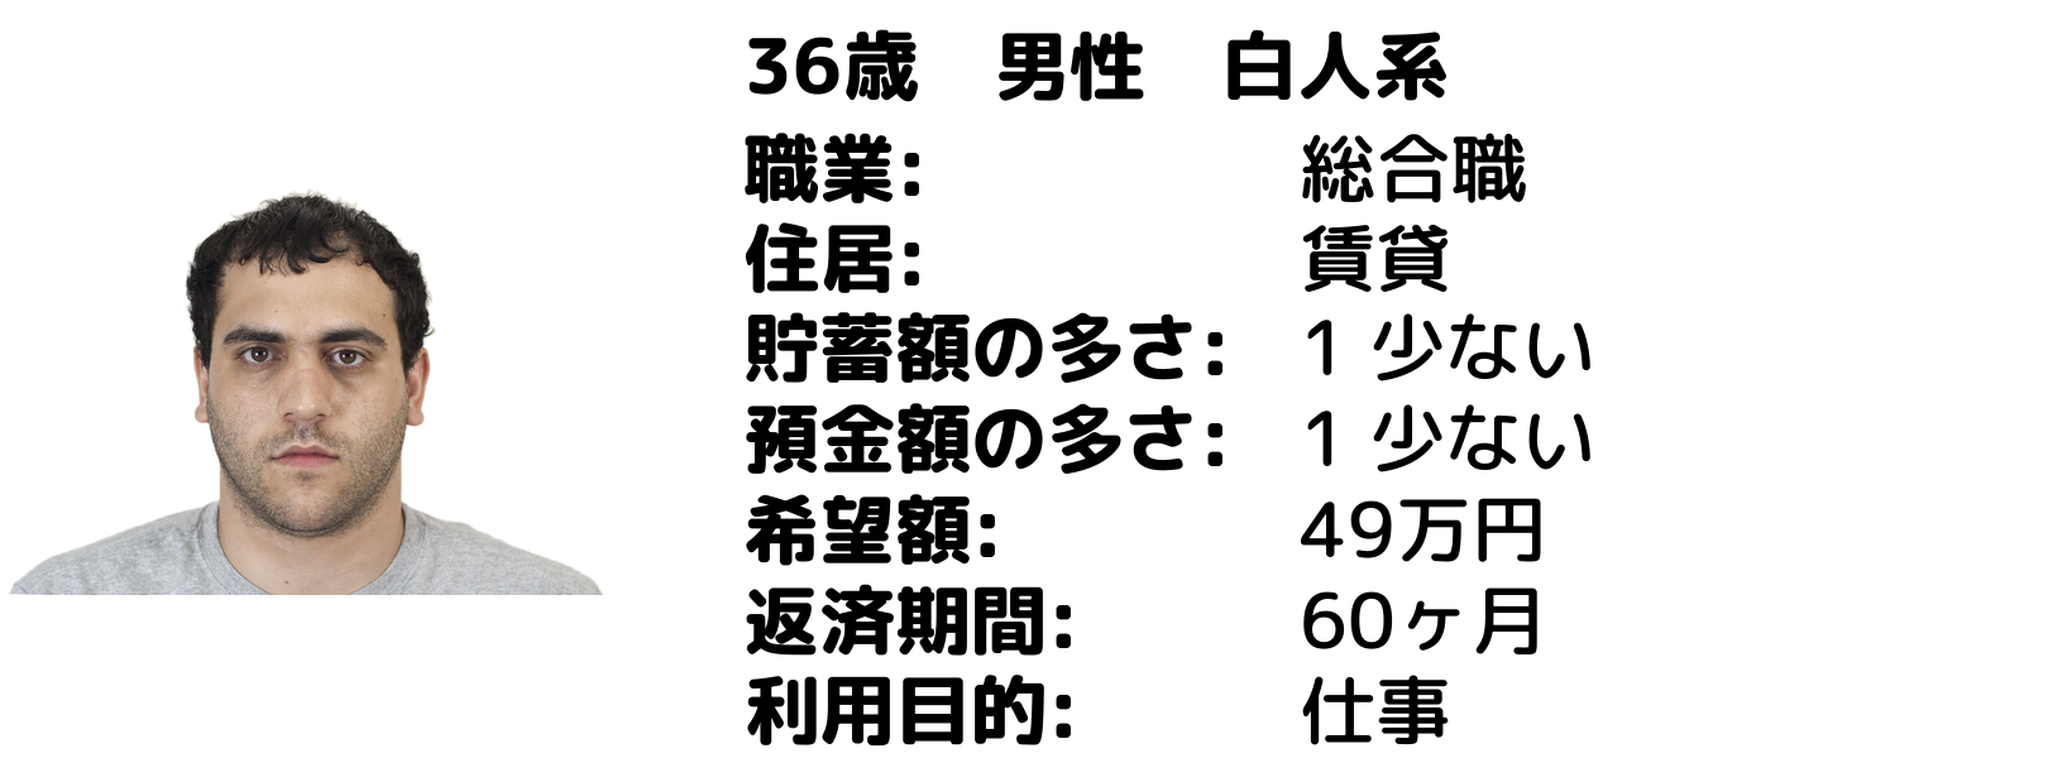 36歳　男性　白人系
職業: 総合職
住居: 賃貸
貯蓄額の多さ: 1 少ない
預金額の多さ: 1 少ない
希望額: 49万円
返済期間: 60ヶ月
利用目的: 仕事